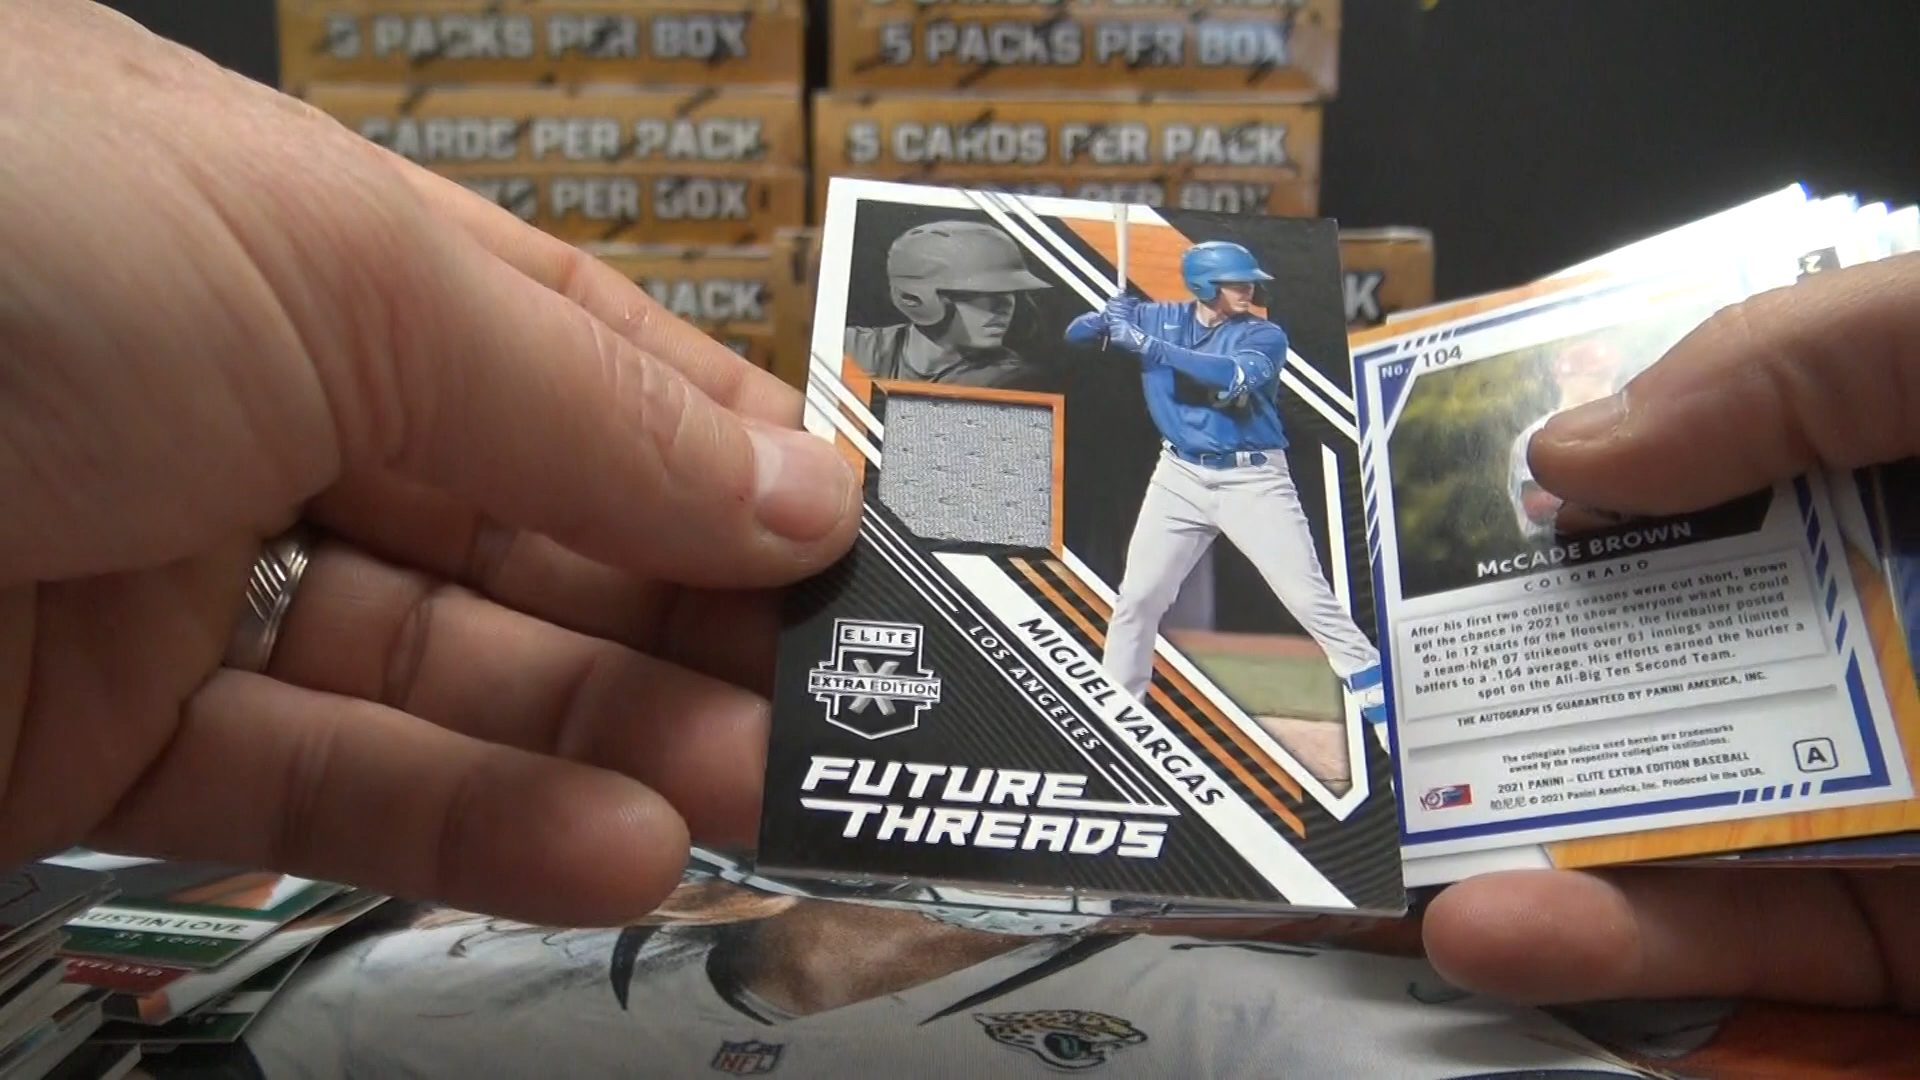 5 PACKS PER BOX
5 PACKS PER BOX
CARDS PER PACK
5 CARDS PER PACK
PER BOX
PER BOX
PACK
K
ELITE
X
EXTRA EDITION
MIGUEL VARGAS
LOS ANGELES
FUTURE
THREADS
No. 104
McCADE BROWN
COLORADO
After his first two college seasons were cut short, Brown
got the chance in 2021 to show everyone what he could
do. In 12 starts for the Hoosiers, the fireballer posted
a team-high 97 strikeouts over 61 innings and limited
batters to a .164 average. His efforts earned the hurler a
spot on the All-Big Ten Second Team.
THE AUTOGRAPH IS GUARANTEED BY PANINI AMERICA, INC.
The collegiate indicia used herein are trademarks
owned by the respective collegiate institutions.
2021 PANINI – ELITE EXTRA EDITION BASEBALL
帕尼尼 © 2021 Panini America, Inc. Produced in the USA.
A
USTIN LOVE
ST. LOUIS
EVELAND
NFL